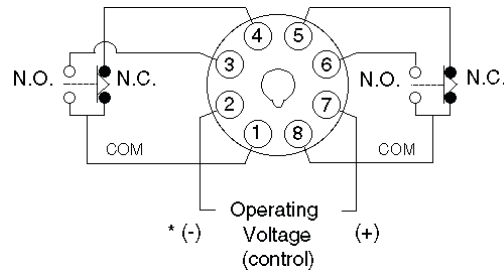 4 5
3 6
N.O. N.C. N.O. N.C.
2 7
1 8
COM COM
* (-) Operating (+)
Voltage
(control)